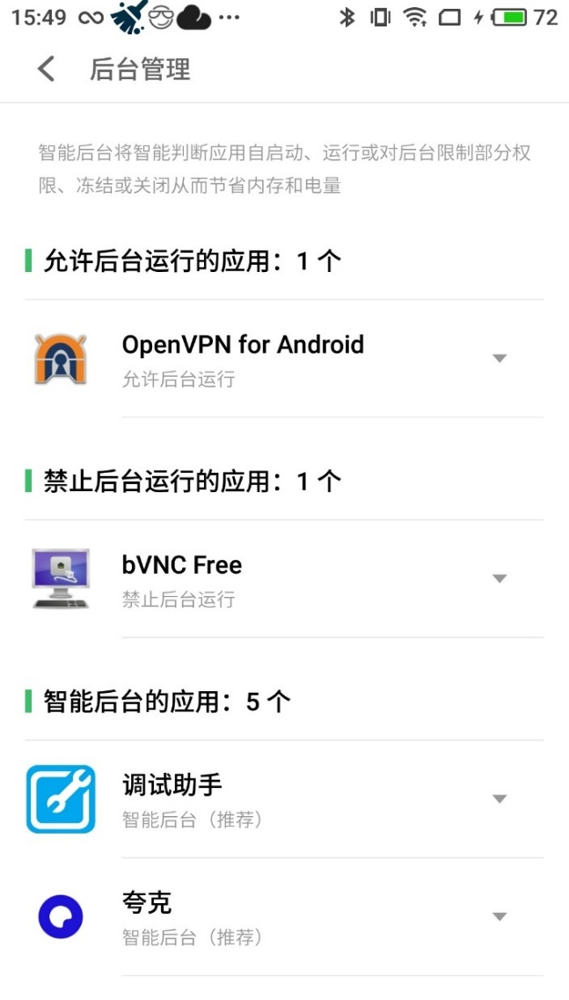 15:49
72
后台管理
智能后台将智能判断应用自启动、运行或对后台限制部分权
限、冻结或关闭从而节省内存和电量
允许后台运行的应用：1 个
OpenVPN for Android
允许后台运行
禁止后台运行的应用：1 个
bVNC Free
禁止后台运行
智能后台的应用：5 个
调试助手
智能后台（推荐）
夸克
智能后台（推荐）